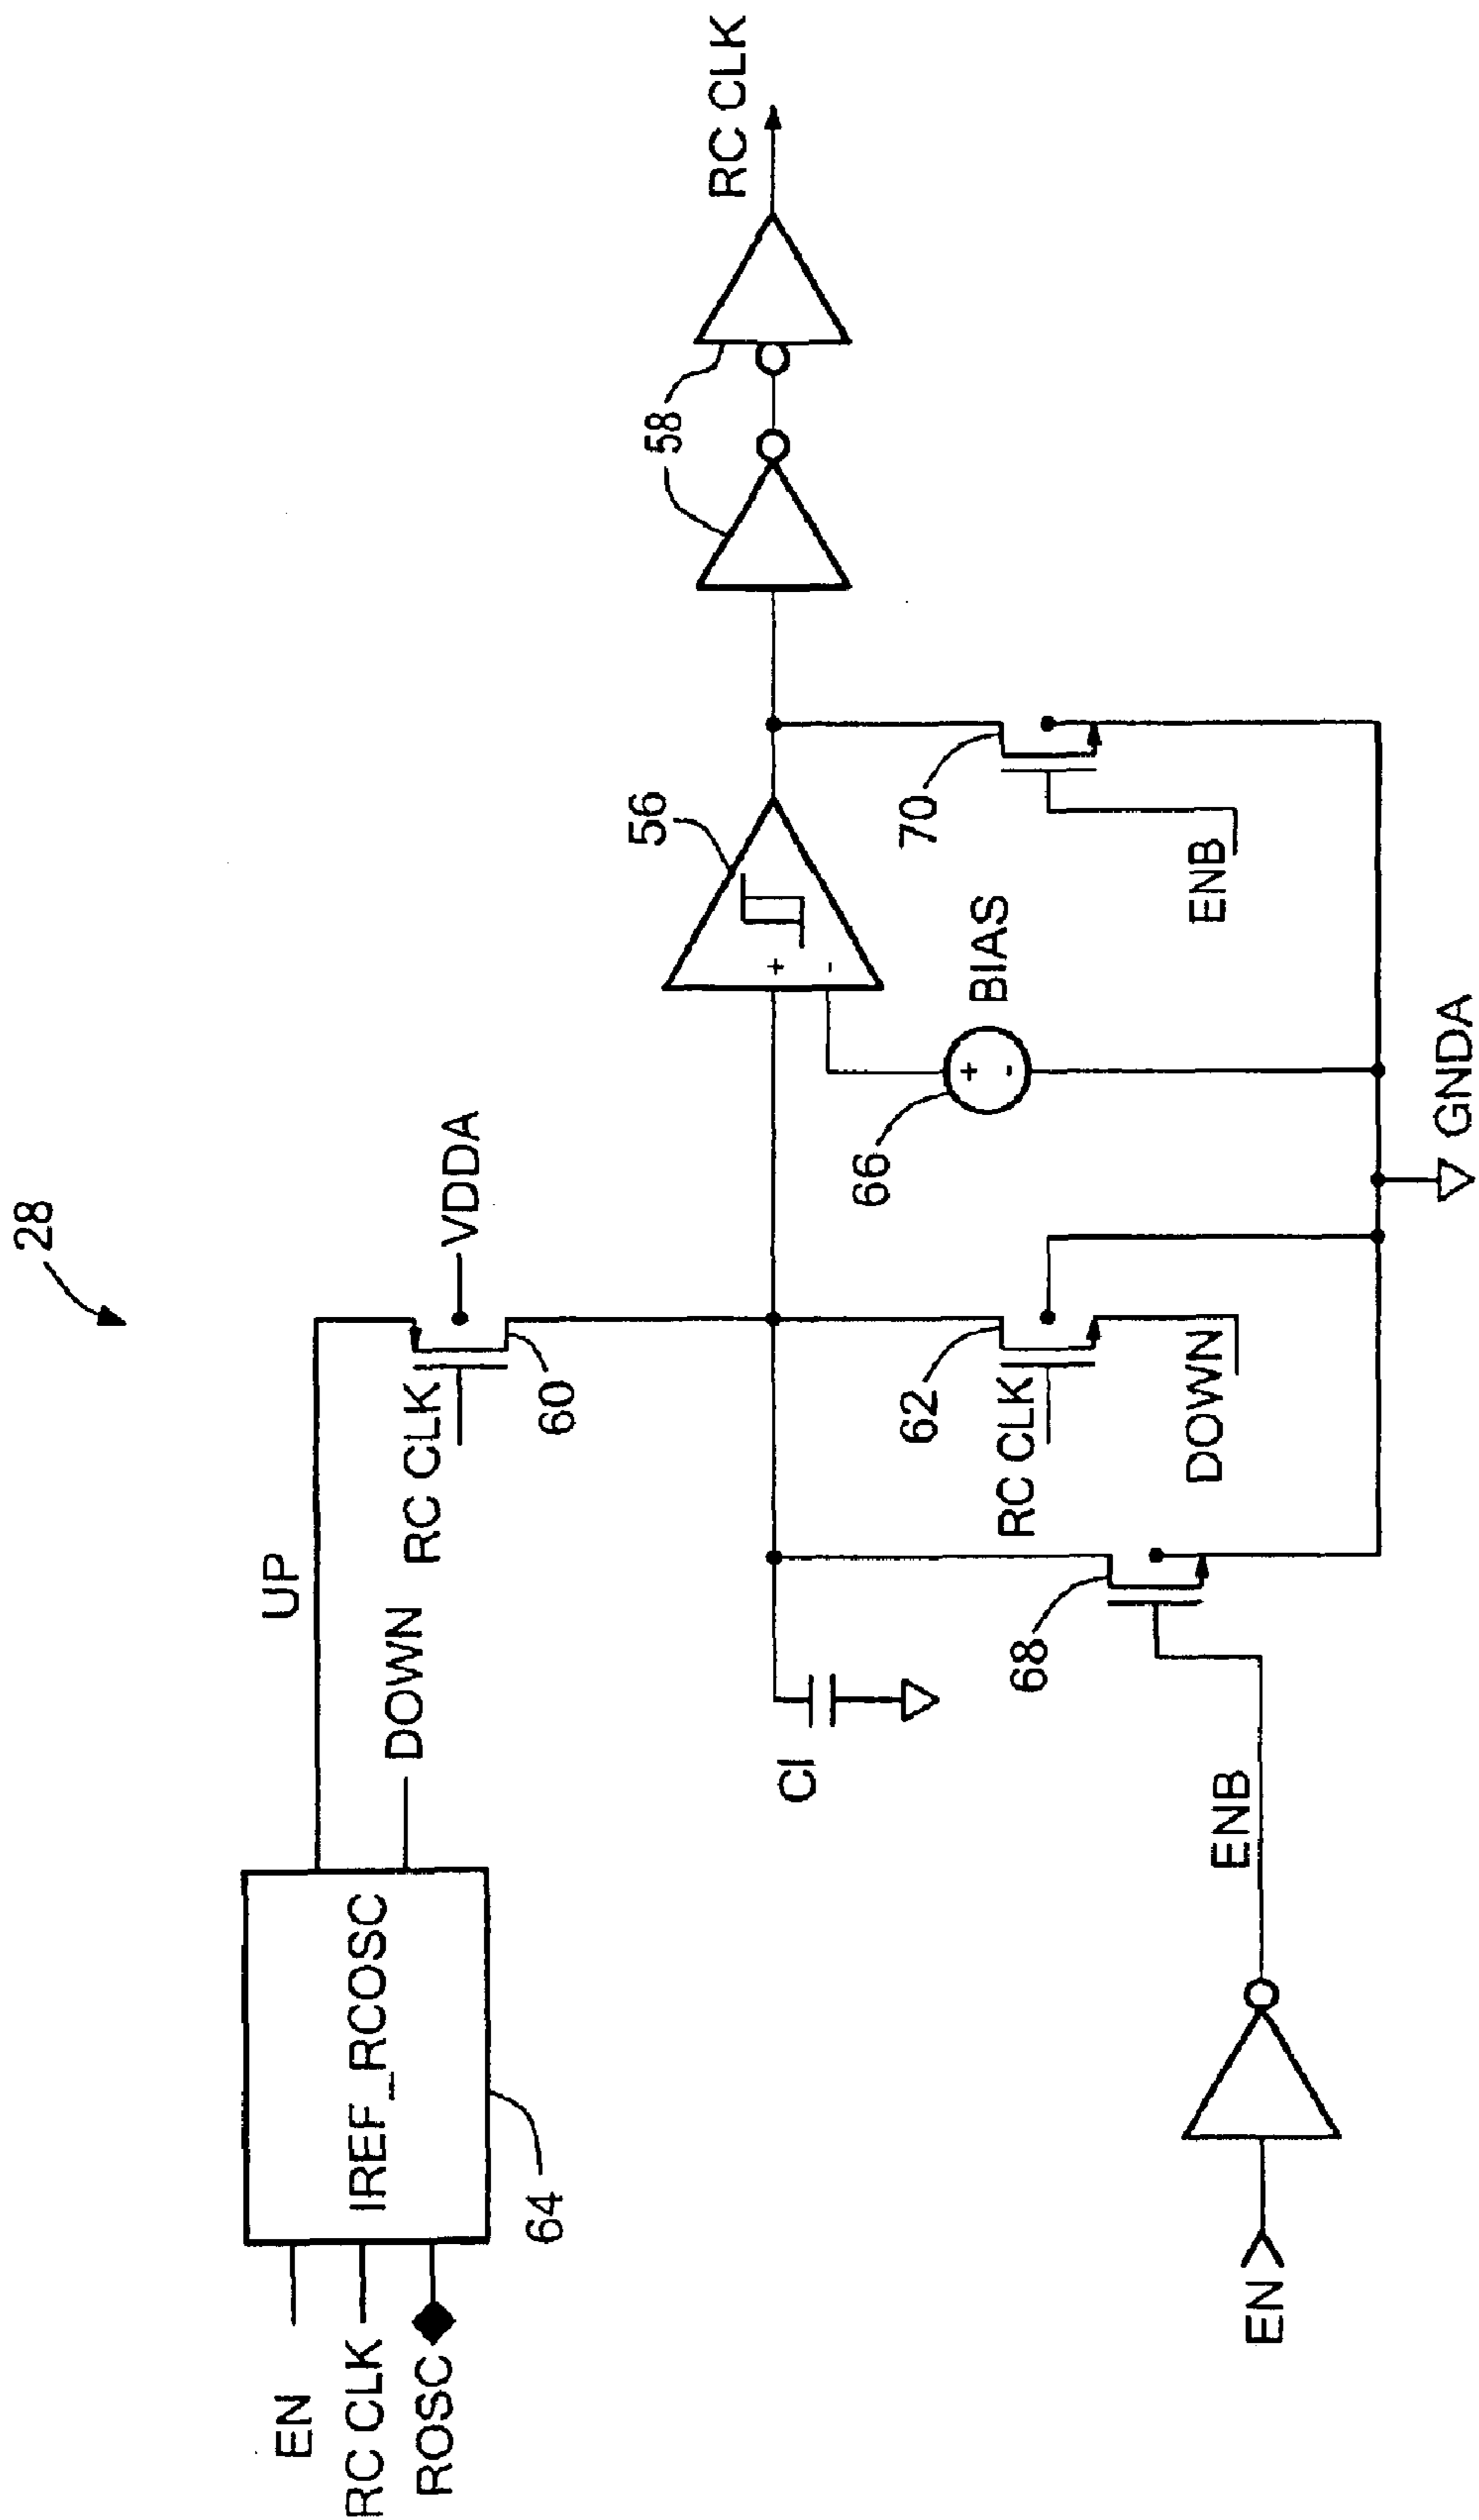 28
UP
EN
RC CLK
ROSC
IREF_RCOSC
64
DOWN
RC CLK
60
VDDA
CI
RC CLK
62
DOWN
56
+
-
66
+
-
BIAS
58
RC CLK
70
ENB
68
ENB
EN
GNDA